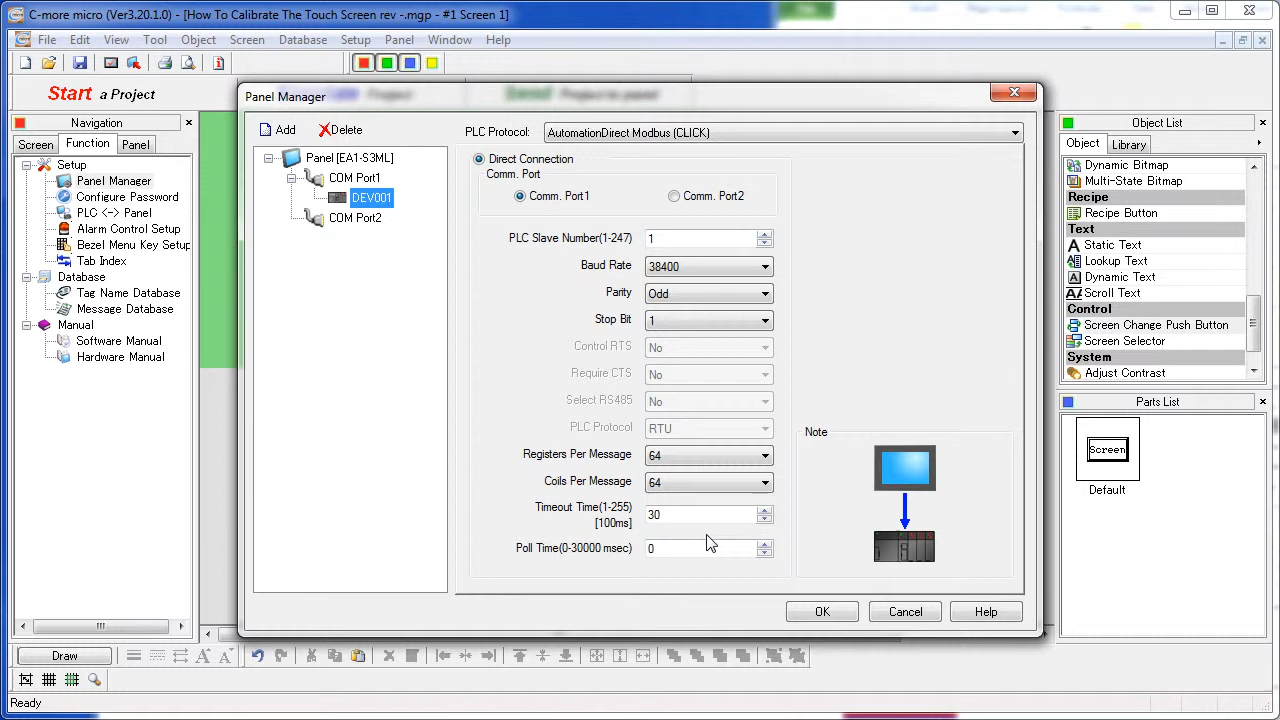 C-more micro (Ver3.20.1.0) - [How To Calibrate The Touch Screen rev -.mgp - #1 Screen 1]
File Edit View Tool Object Screen Database Setup Panel Window Help
Start a Project
Project
Send Project to panel
Navigation
Screen Function Panel
Setup
Panel Manager
Configure Password
PLC <-> Panel
Alarm Control Setup
Bezel Menu Key Setup
Tab Index
Database
Tag Name Database
Message Database
Manual
Software Manual
Hardware Manual
Draw
Ready
Panel Manager
Add Delete
Panel [EA1-S3ML]
COM Port1
DEV001
COM Port2
PLC Protocol: AutomationDirect Modbus (CLICK)
Direct Connection
Comm. Port
Comm. Port1 Comm. Port2
PLC Slave Number(1-247) 1
Baud Rate 38400
Parity Odd
Stop Bit 1
Control RTS No
Require CTS No
Select RS485 No
PLC Protocol RTU
Registers Per Message 64
Coils Per Message 64
Timeout Time(1-255) 30
[100ms]
Poll Time(0-30000 msec) 0
Note
OK Cancel Help
Object List
Object Library
Dynamic Bitmap
Multi-State Bitmap
Recipe
Recipe Button
Text
Static Text
Lookup Text
Dynamic Text
Scroll Text
Control
Screen Change Push Button
Screen Selector
System
Adjust Contrast
Parts List
Screen
Default